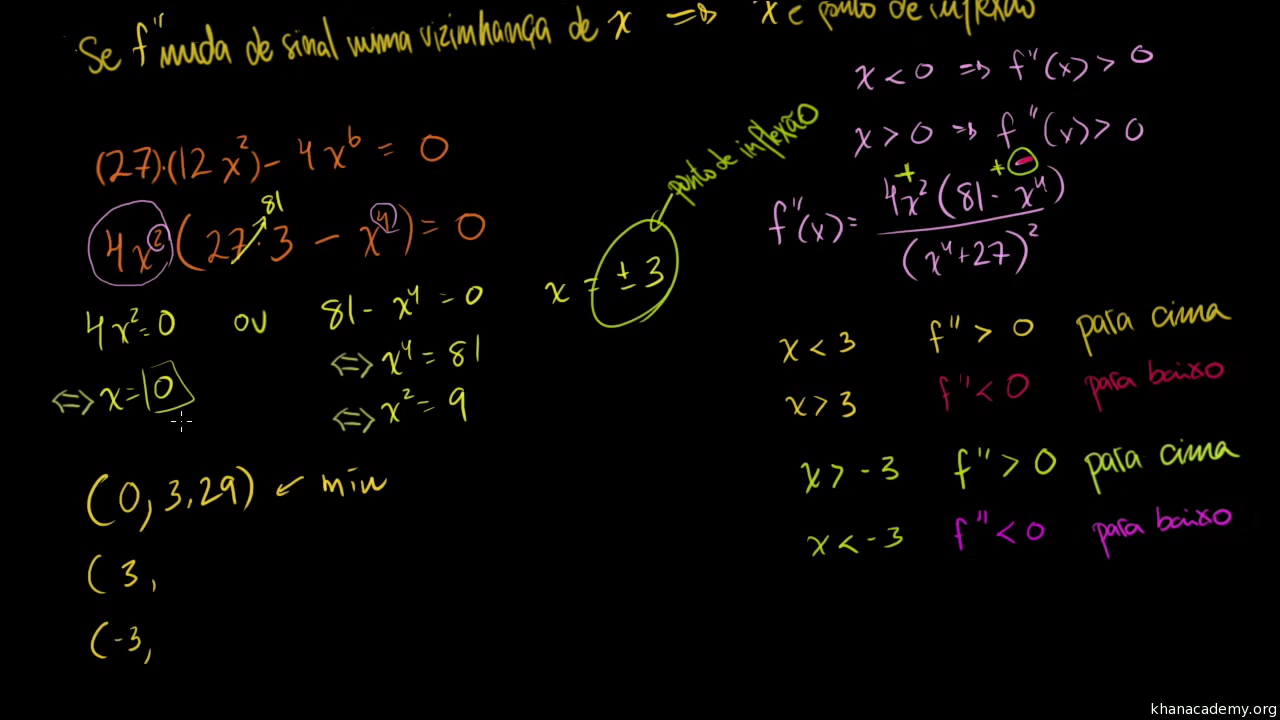 Se f'' muda de sinal numa vizinhança de x ⟹ x é ponto de inflexão
(27)·(12x²) - 4x⁶ = 0
81
4x² (27·3 - x⁴) = 0
4x² = 0 ou 81 - x⁴ = 0
⟺ x⁴ = 81
⟺ x = 0
⟺ x² = 9
x = ± 3
ponto de inflexão
(0, 3.29) ← min
(3,
(-3,
x < 0 ⟹ f''(x) > 0
x > 0 ⟹ f''(x) > 0
+ + -
f''(x) = 4x² (81 - x⁴) / (x⁴+27)²
x < 3 f'' > 0 para cima
x > 3 f'' < 0 para baixo
x > -3 f'' > 0 para cima
x < -3 f'' < 0 para baixo
khanacademy.org